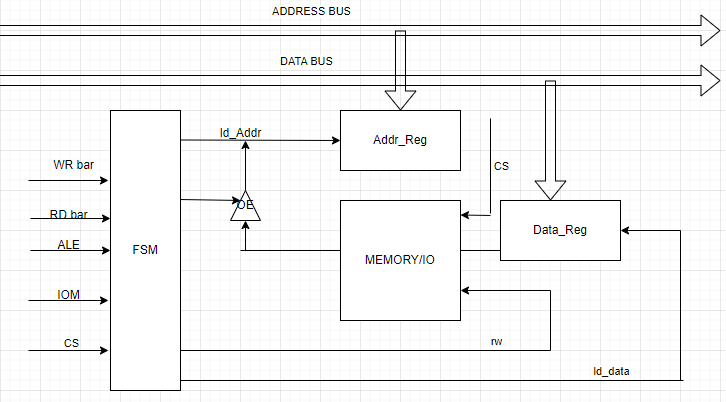 ADDRESS BUS
DATA BUS
ld_Addr
Addr_Reg
WR bar
CS
OE
RD bar
Data_Reg
ALE
FSM
MEMORY/IO
IOM
CS
rw
ld_data